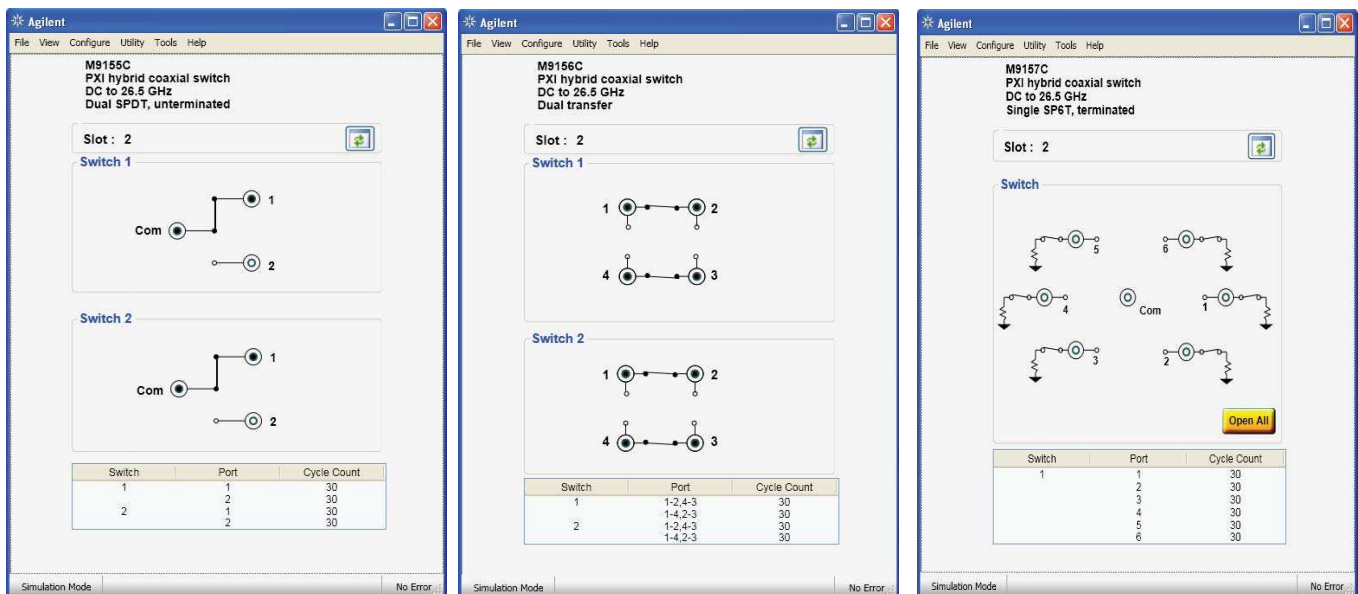 Agilent
File View Configure Utility Tools Help
M9155C
PXI hybrid coaxial switch
DC to 26.5 GHz
Dual SPDT, unterminated
Slot : 2
Switch 1
1
Com
2
Switch 2
1
Com
2
Switch Port Cycle Count
1 1 30
2 30
2 1 30
2 30
Simulation Mode No Error
Agilent
File View Configure Utility Tools Help
M9156C
PXI hybrid coaxial switch
DC to 26.5 GHz
Dual transfer
Slot : 2
Switch 1
1 2
4 3
Switch 2
1 2
4 3
Switch Port Cycle Count
1 1-2,4-3 30
1-4,2-3 30
2 1-2,4-3 30
1-4,2-3 30
Simulation Mode No Error
Agilent
File View Configure Utility Tools Help
M9157C
PXI hybrid coaxial switch
DC to 26.5 GHz
Single SP6T, terminated
Slot : 2
Switch
5 6
4 Com 1
3 2
Open All
Switch Port Cycle Count
1 1 30
2 30
3 30
4 30
5 30
6 30
Simulation Mode No Error